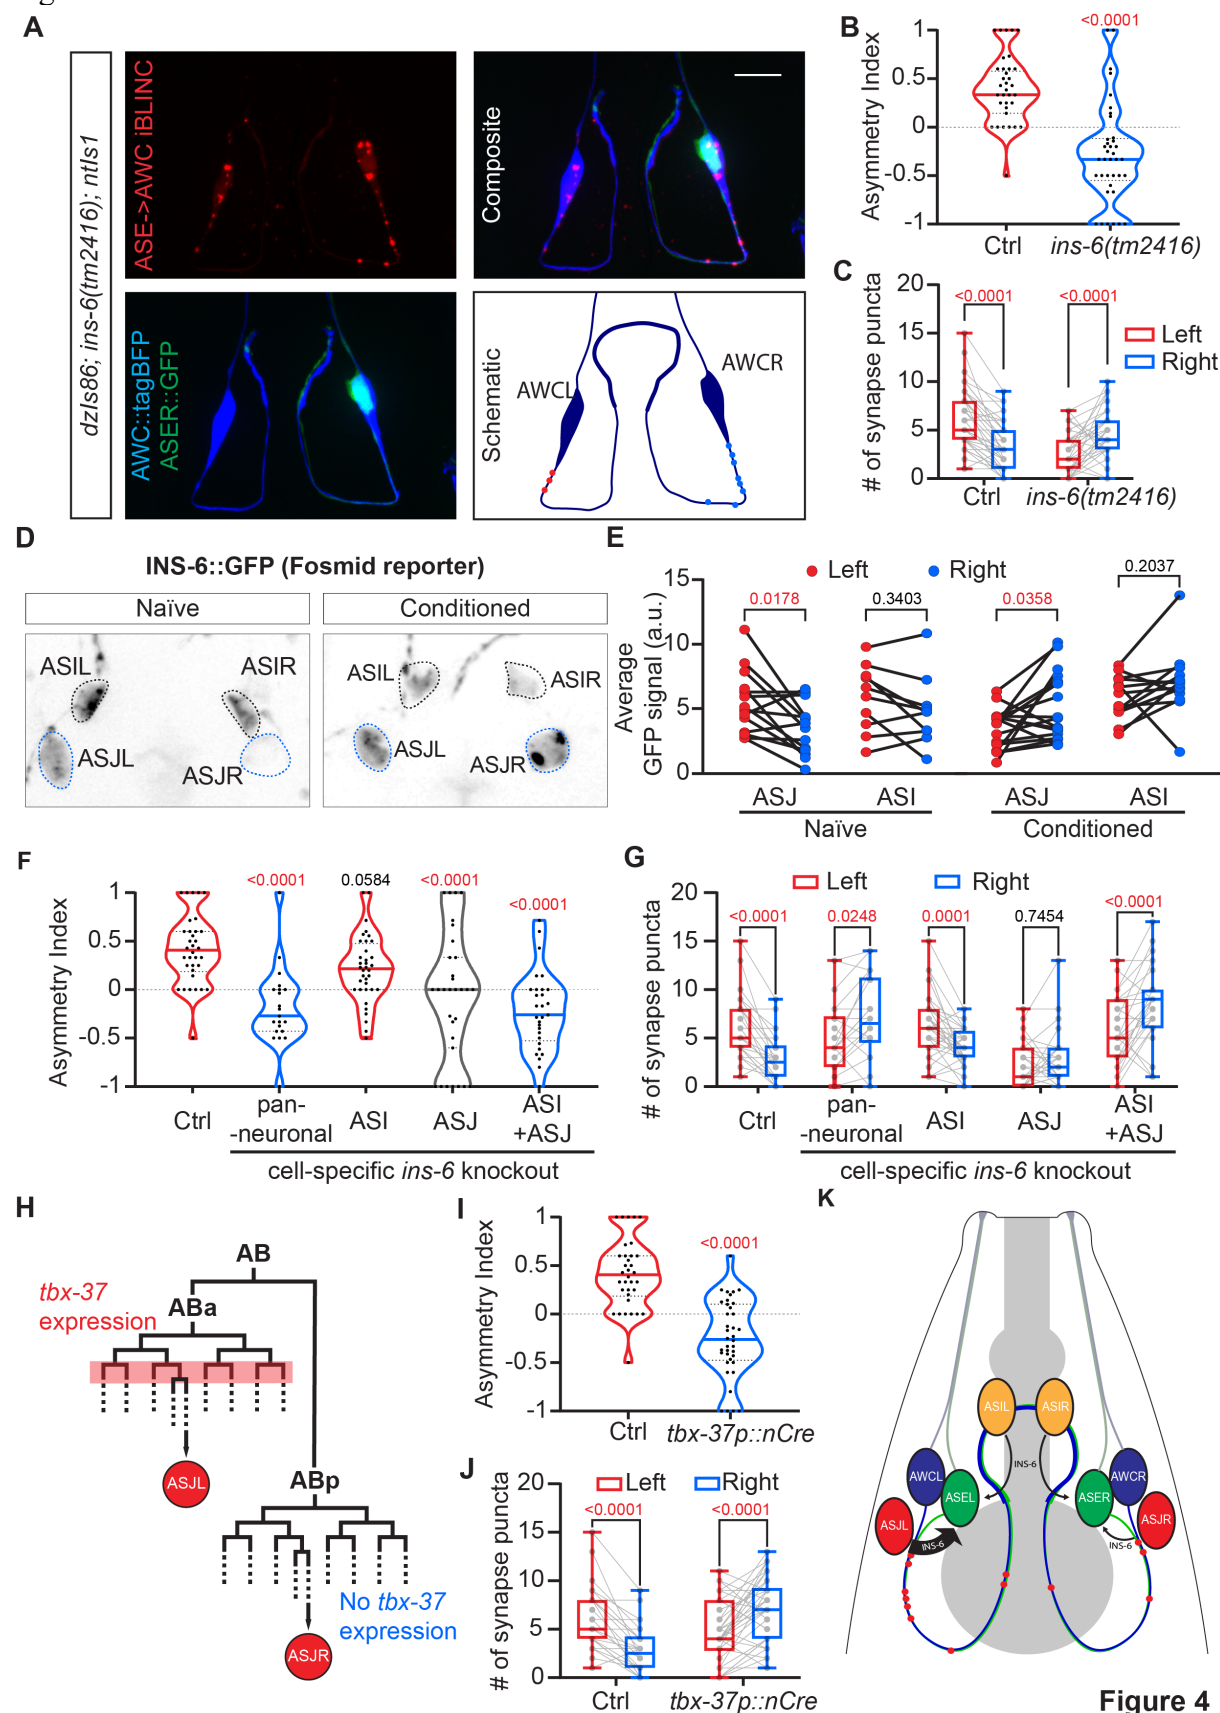 A
dzIs86; ins-6(tm2416); ntIs1
ASE->AWC iBLINC
Composite
AWC::tagBFP
ASER::GFP
Schematic
AWCL
AWCR
B
<0.0001
Asymmetry Index
1
0.5
0
-0.5
-1
Ctrl
ins-6(tm2416)
C
# of synapse puncta
20
15
10
5
0
<0.0001
<0.0001
Left
Right
Ctrl
ins-6(tm2416)
D
INS-6::GFP (Fosmid reporter)
Naïve
Conditioned
ASIL
ASIR
ASJL
ASJR
ASIL
ASIR
ASJL
ASJR
E
Left
Right
Average
GFP signal (a.u.)
15
10
5
0
0.0178
0.3403
0.0358
0.2037
ASJ
ASI
ASJ
ASI
Naïve
Conditioned
F
Asymmetry Index
1
0.5
0
-0.5
-1
<0.0001
0.0584
<0.0001
<0.0001
Ctrl
pan-
-neuronal
ASI
ASJ
ASI
+ASJ
cell-specific ins-6 knockout
G
Left
Right
# of synapse puncta
20
15
10
5
0
<0.0001
0.0248
0.0001
0.7454
<0.0001
Ctrl
pan-
-neuronal
ASI
ASJ
ASI
+ASJ
cell-specific ins-6 knockout
H
AB
tbx-37
expression
ABa
ASJL
ABp
No tbx-37
expression
ASJR
I
Asymmetry Index
1
0.5
0
-0.5
-1
<0.0001
Ctrl
tbx-37p::nCre
J
Left
Right
# of synapse puncta
20
15
10
5
0
<0.0001
<0.0001
Ctrl
tbx-37p::nCre
K
ASIL
ASIR
INS-6
AWCL
ASEL
ASER
AWCR
ASJL
ASJR
INS-6
INS-6
Figure 4